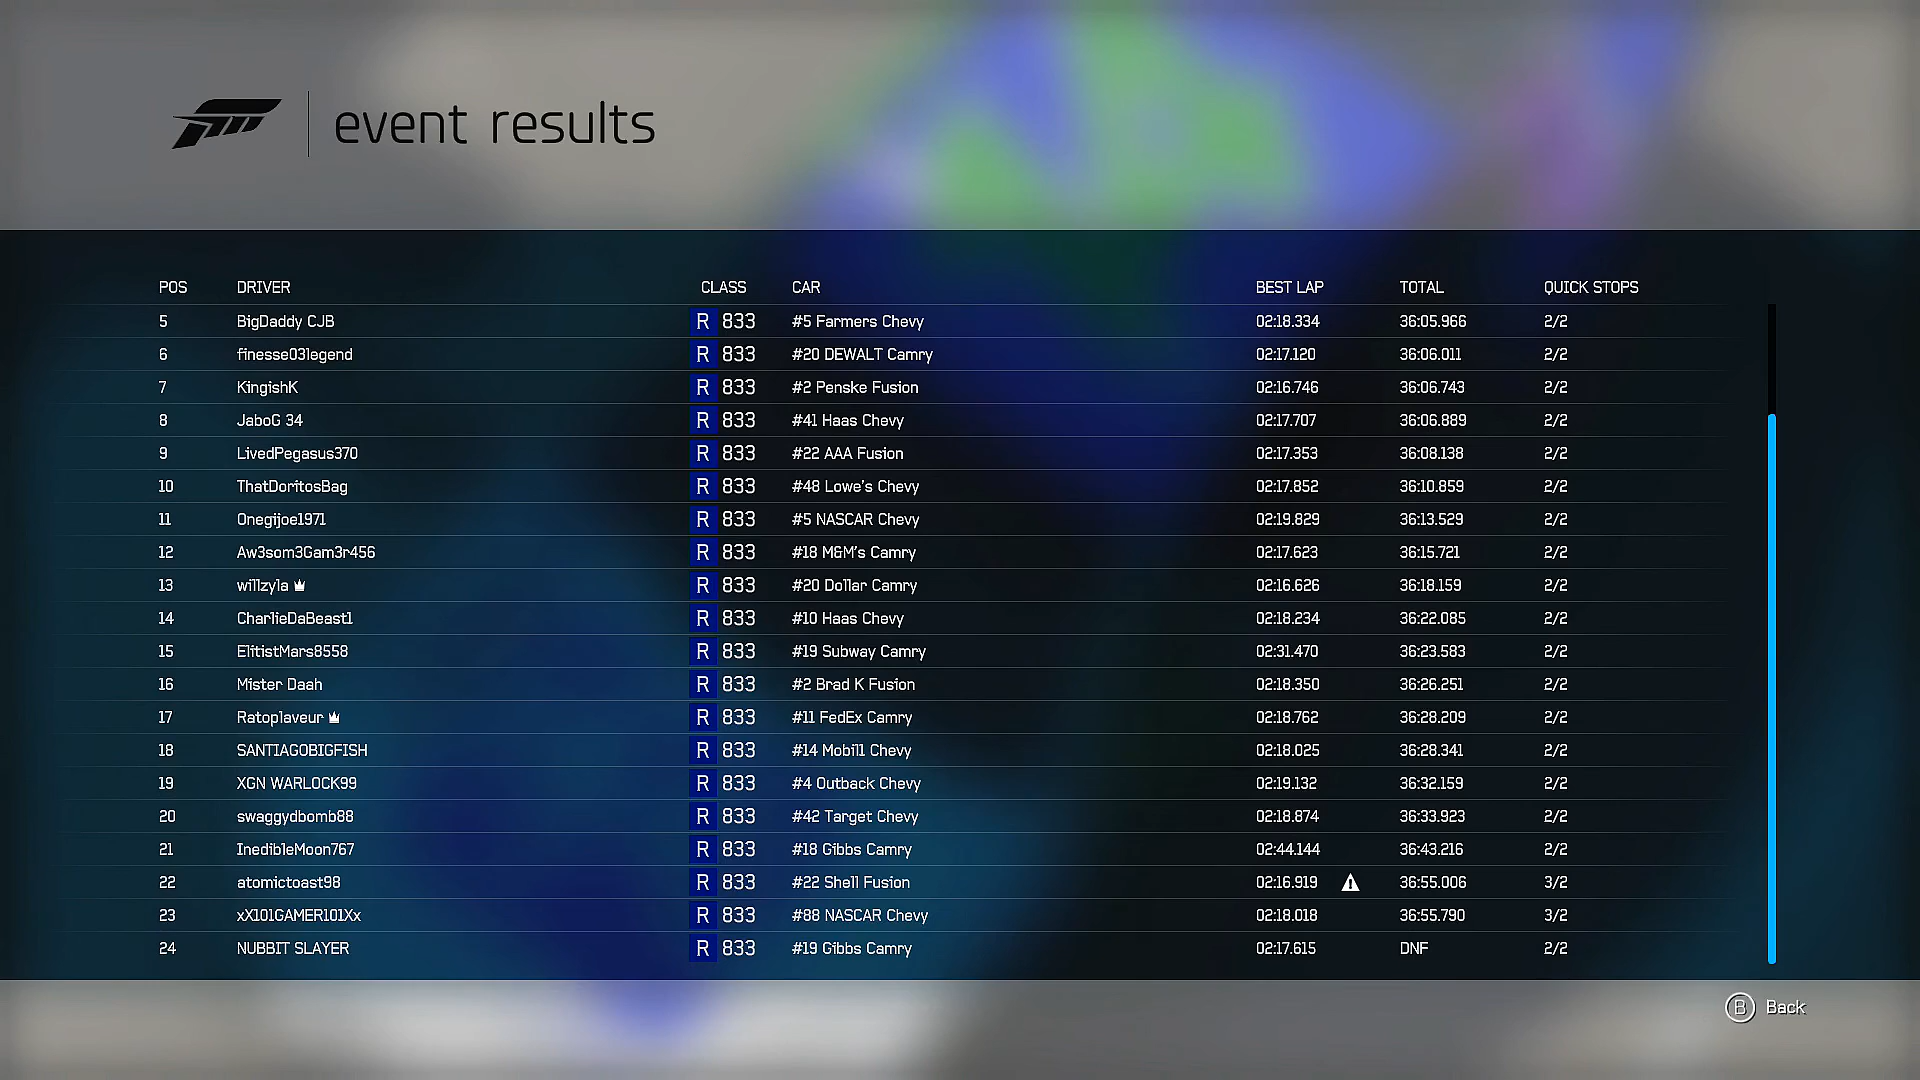 event results
POS DRIVER CLASS CAR BEST LAP TOTAL QUICK STOPS
5 BigDaddy CJB R 833 #5 Farmers Chevy 02:18.334 36:05.966 2/2
6 finesse03legend R 833 #20 DEWALT Camry 02:17.120 36:06.011 2/2
7 KingishK R 833 #2 Penske Fusion 02:16.746 36:06.743 2/2
8 JaboG 34 R 833 #41 Haas Chevy 02:17.707 36:06.889 2/2
9 LivedPegasus370 R 833 #22 AAA Fusion 02:17.353 36:08.138 2/2
10 ThatDoritosBag R 833 #48 Lowe's Chevy 02:17.852 36:10.859 2/2
11 Onegijoe1971 R 833 #5 NASCAR Chevy 02:19.829 36:13.529 2/2
12 Aw3som3Gam3r456 R 833 #18 M&M's Camry 02:17.623 36:15.721 2/2
13 willzyla R 833 #20 Dollar Camry 02:16.626 36:18.159 2/2
14 CharlieDaBeast1 R 833 #10 Haas Chevy 02:18.234 36:22.085 2/2
15 ElitistMars8558 R 833 #19 Subway Camry 02:31.470 36:23.583 2/2
16 Mister Daah R 833 #2 Brad K Fusion 02:18.350 36:26.251 2/2
17 Ratoplaveur R 833 #11 FedEx Camry 02:18.762 36:28.209 2/2
18 SANTIAGOBIGFISH R 833 #14 Mobil1 Chevy 02:18.025 36:28.341 2/2
19 XGN WARLOCK99 R 833 #4 Outback Chevy 02:19.132 36:32.159 2/2
20 swaggydbomb88 R 833 #42 Target Chevy 02:18.874 36:33.923 2/2
21 InedibleMoon767 R 833 #18 Gibbs Camry 02:44.144 36:43.216 2/2
22 atomictoast98 R 833 #22 Shell Fusion 02:16.919 36:55.006 3/2
23 xX101GAMER101Xx R 833 #88 NASCAR Chevy 02:18.018 36:55.790 3/2
24 NUBBIT SLAYER R 833 #19 Gibbs Camry 02:17.615 DNF 2/2
B Back